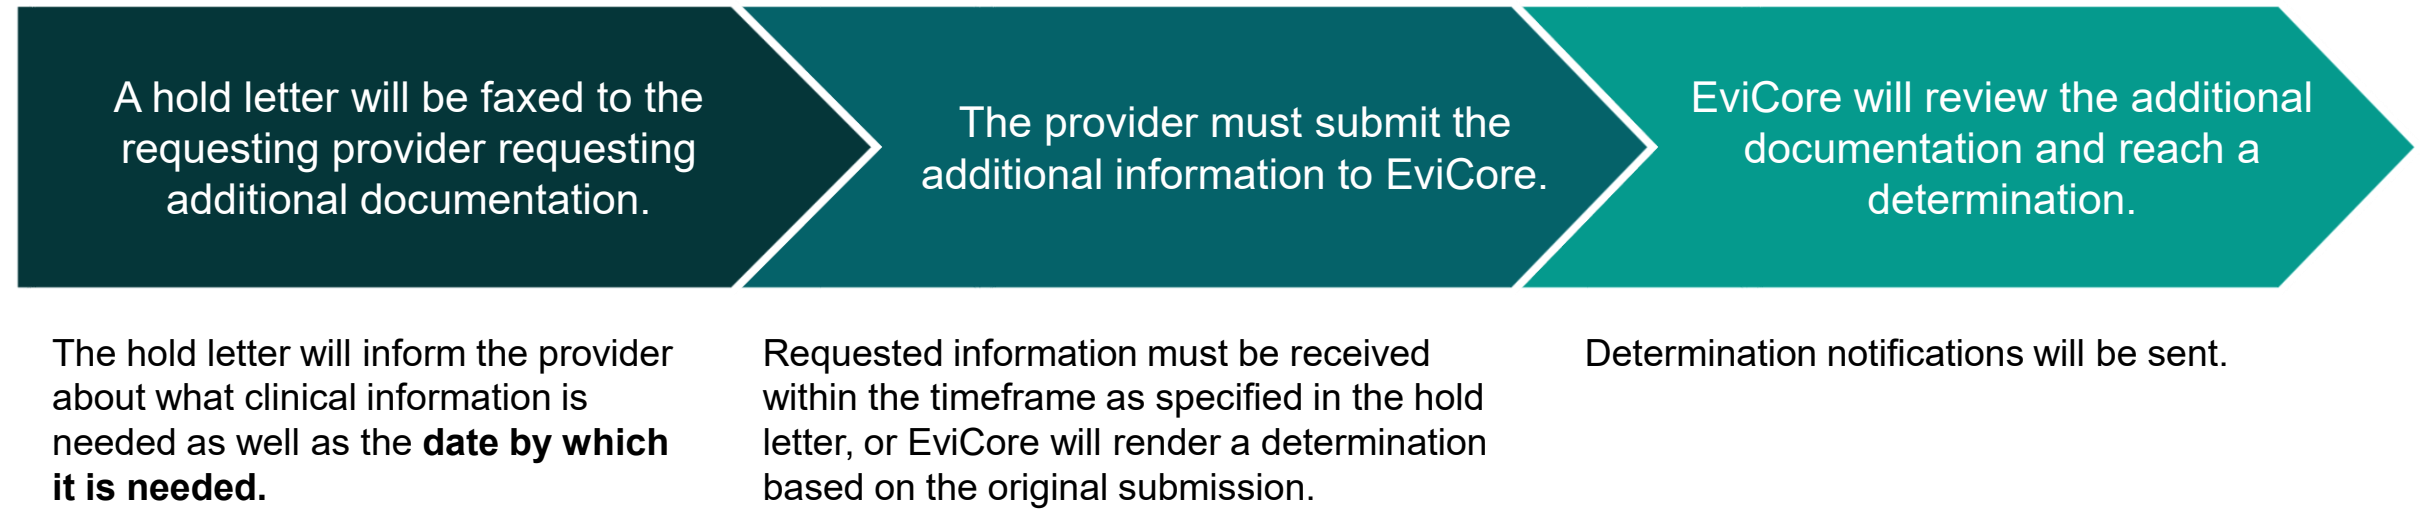 A hold letter will be faxed to the
requesting provider requesting
additional documentation.
The provider must submit the
additional information to EviCore.
EviCore will review the additional
documentation and reach a
determination.
The hold letter will inform the provider
about what clinical information is
needed as well as the date by which
it is needed.
Requested information must be received
within the timeframe as specified in the hold
letter, or EviCore will render a determination
based on the original submission.
Determination notifications will be sent.